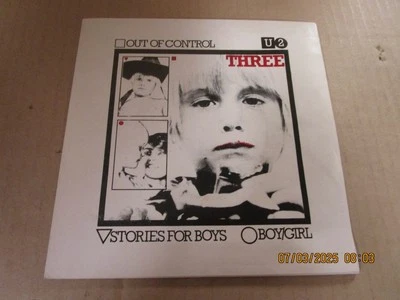 OUT OF CONTROL
U2
THREE
STORIES FOR BOYS
BOY/GIRL
07/03/2025 08:03